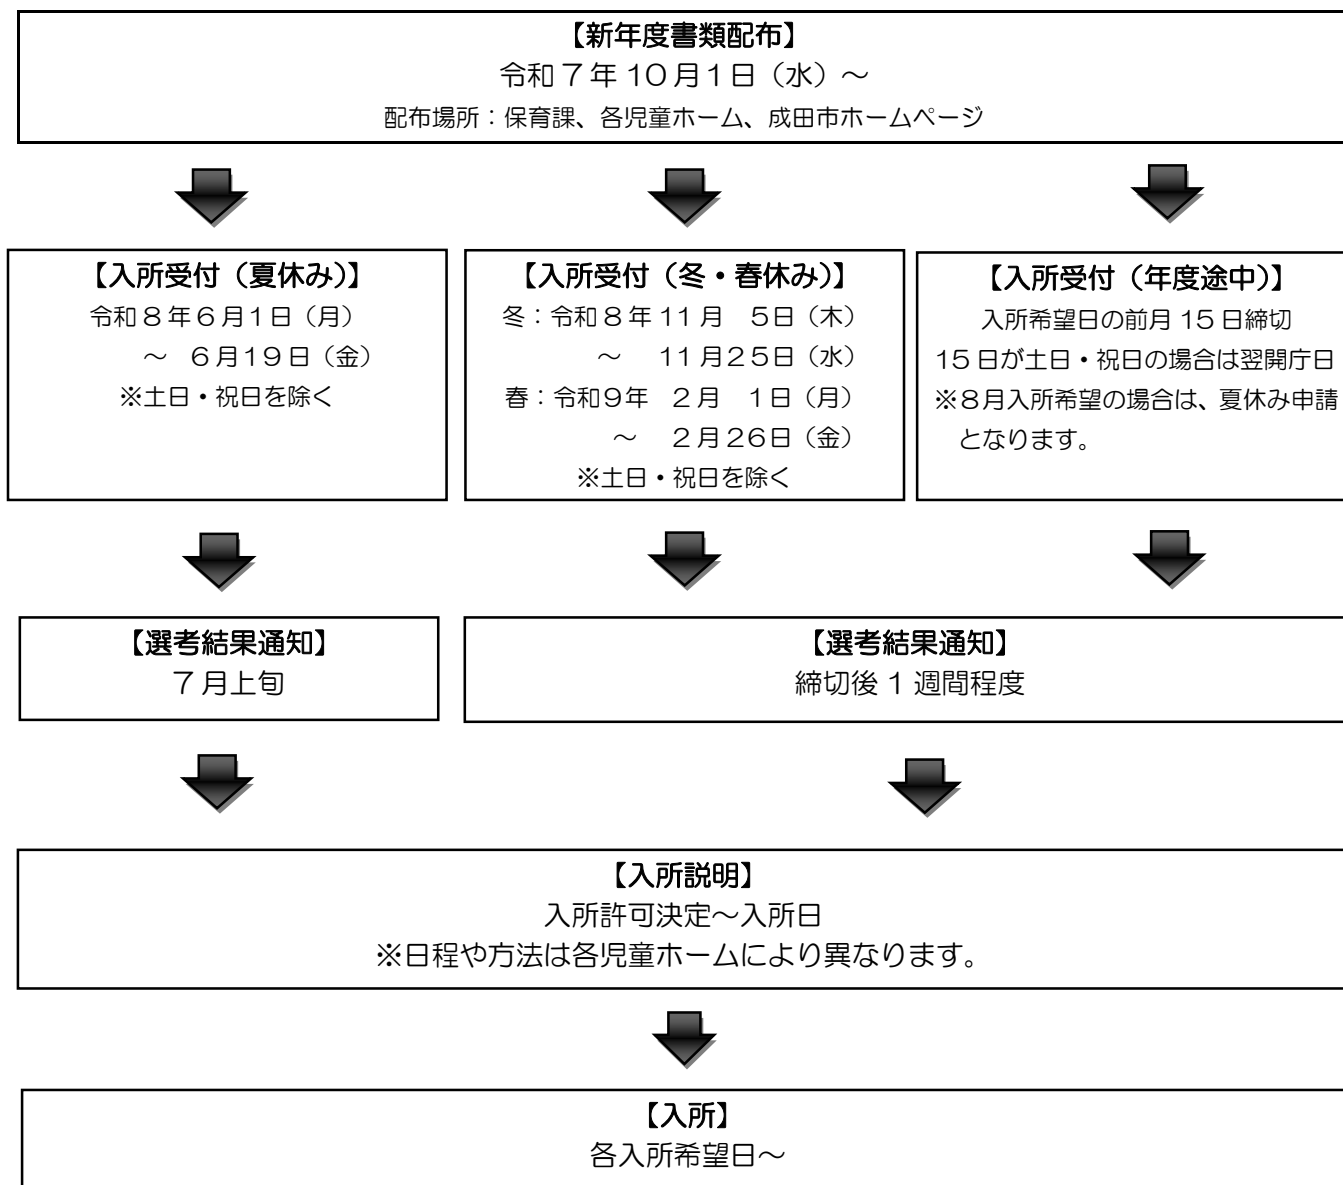 【新年度書類配布】
令和７年 10 月１日（水）～
配布場所：保育課、各児童ホーム、成田市ホームページ
【入所受付（夏休み）】
令和８年６月１日（月）
～　６月１９日（金）
※土日・祝日を除く
【入所受付（冬・春休み）】
冬：令和８年 11 月　５日（木）
～　11 月２５日（水）
春：令和９年　２月　１日（月）
～　２月２６日（金）
※土日・祝日を除く
【入所受付（年度途中）】
入所希望日の前月 15 日締切
15 日が土日・祝日の場合は翌開庁日
※８月入所希望の場合は、夏休み申請
となります。
【選考結果通知】
７月上旬
【選考結果通知】
締切後 1 週間程度
【入所説明】
入所許可決定～入所日
※日程や方法は各児童ホームにより異なります。
【入所】
各入所希望日～